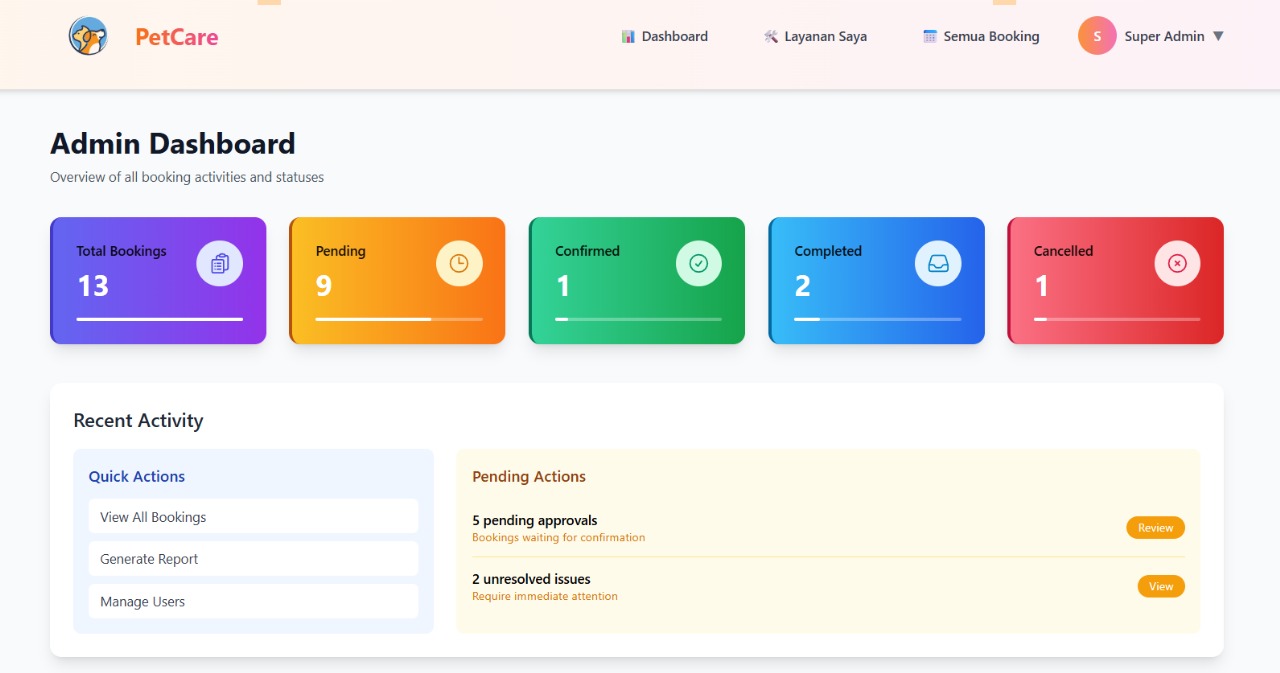 PetCare
Dashboard
Layanan Saya
Semua Booking
S
Super Admin ▼
Admin Dashboard
Overview of all booking activities and statuses
Total Bookings
13
Pending
9
Confirmed
1
Completed
2
Cancelled
1
Recent Activity
Quick Actions
View All Bookings
Generate Report
Manage Users
Pending Actions
5 pending approvals
Bookings waiting for confirmation
Review
2 unresolved issues
Require immediate attention
View